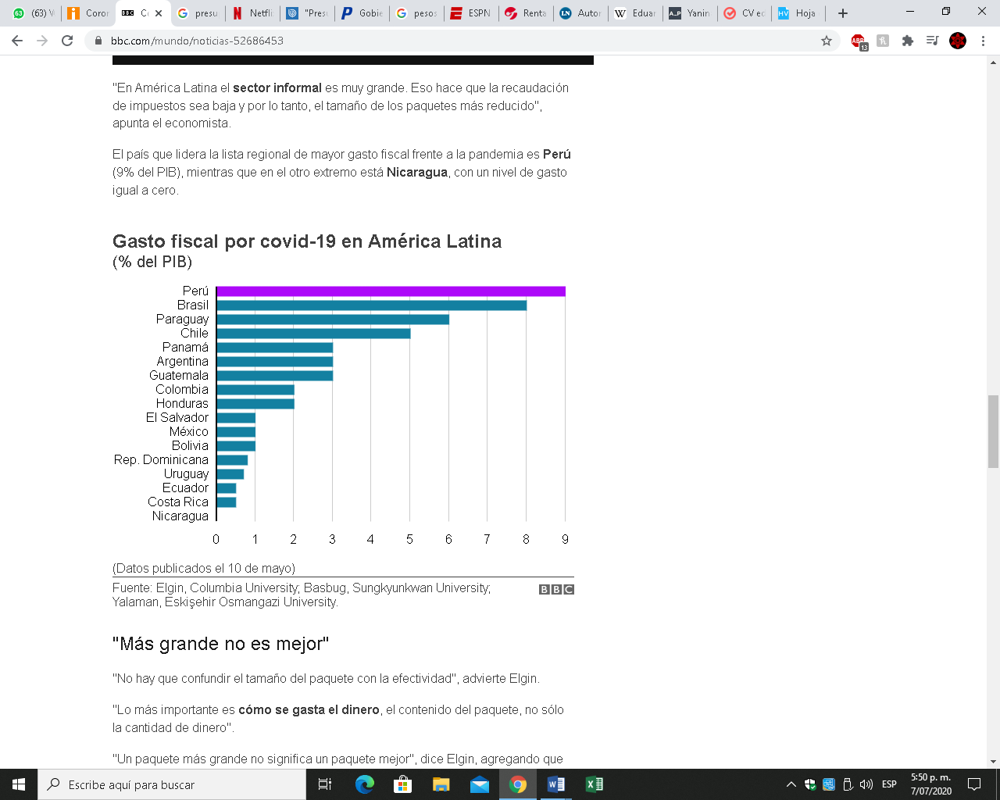 (63) V
Coron
BBC
Co
presu
Netfli
"Presu
Gobie
peso
ESPN
Renta
LN
Autor
W
Eduar
A_P
Yanin
CV ec
HV
Hoja
bbc.com/mundo/noticias-52686453
ABP
13
"En América Latina el sector informal es muy grande. Eso hace que la recaudación
de impuestos sea baja y por lo tanto, el tamaño de los paquetes más reducido",
apunta el economista.
El país que lidera la lista regional de mayor gasto fiscal frente a la pandemia es Perú
(9% del PIB), mientras que en el otro extremo está Nicaragua, con un nivel de gasto
igual a cero.
Gasto fiscal por covid-19 en América Latina
(% del PIB)
Perú
Brasil
Paraguay
Chile
Panamá
Argentina
Guatemala
Colombia
Honduras
El Salvador
México
Bolivia
Rep. Dominicana
Uruguay
Ecuador
Costa Rica
Nicaragua
0 1 2 3 4 5 6 7 8 9
(Datos publicados el 10 de mayo)
Fuente: Elgin, Columbia University; Basbug, Sungkyunkwan University;
Yalaman, Eskişehir Osmangazi University.
BBC
"Más grande no es mejor"
"No hay que confundir el tamaño del paquete con la efectividad", advierte Elgin.
"Lo más importante es cómo se gasta el dinero, el contenido del paquete, no sólo
la cantidad de dinero".
"Un paquete más grande no significa un paquete mejor", dice Elgin, agregando que
Escribe aquí para buscar
ESP
5:50 p. m.
7/07/2020